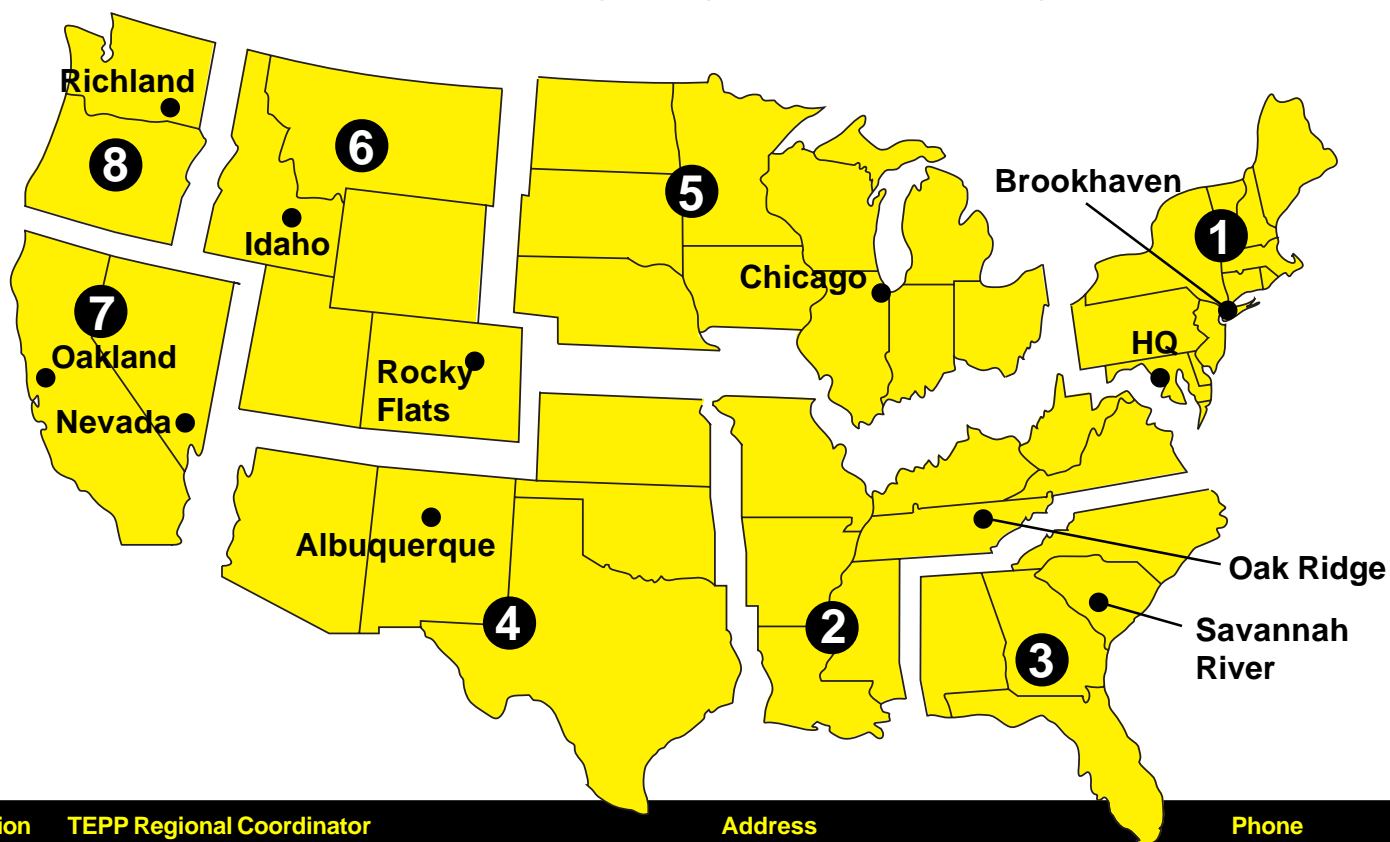 Richland
8
6
5
Brookhaven
1
Idaho
Chicago
7
Oakland
HQ
Rocky
Flats
Nevada
Albuquerque
Oak Ridge
4
2
3
Savannah
River
TEPP Regional Coordinator Address Phone